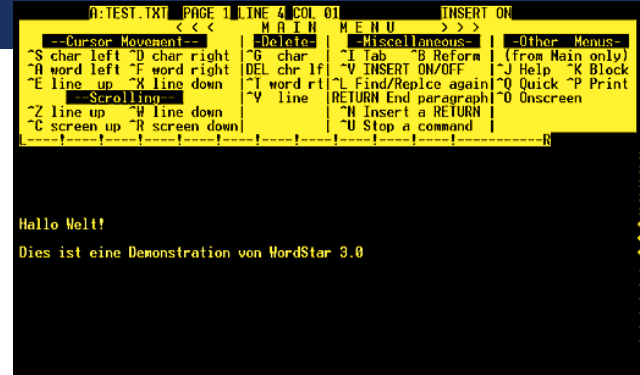 A:TEST.TXT PAGE 1 LINE 4 COL 01 INSERT ON
< < < M A I N M E N U > > >
--Cursor Movement-- | -Delete- | -Miscellaneous- | -Other Menus-
^S char left ^D char right |^G char | ^I Tab ^B Reform | (from Main only)
^A word left ^F word right |DEL chr lf| ^V INSERT ON/OFF |^J Help ^K Block
^E line up ^X line down |^T word rt|^L Find/Replce again|^Q Quick ^P Print
--Scrolling-- |^Y line |RETURN End paragraph|^O Onscreen
^Z line up ^W line down | | ^N Insert a RETURN |
^C screen up ^R screen down| | ^U Stop a command |
L----!----!----!----!----!----!----!----!----!----!----!-----------R
Hallo Welt!
Dies ist eine Demonstration von WordStar 3.0